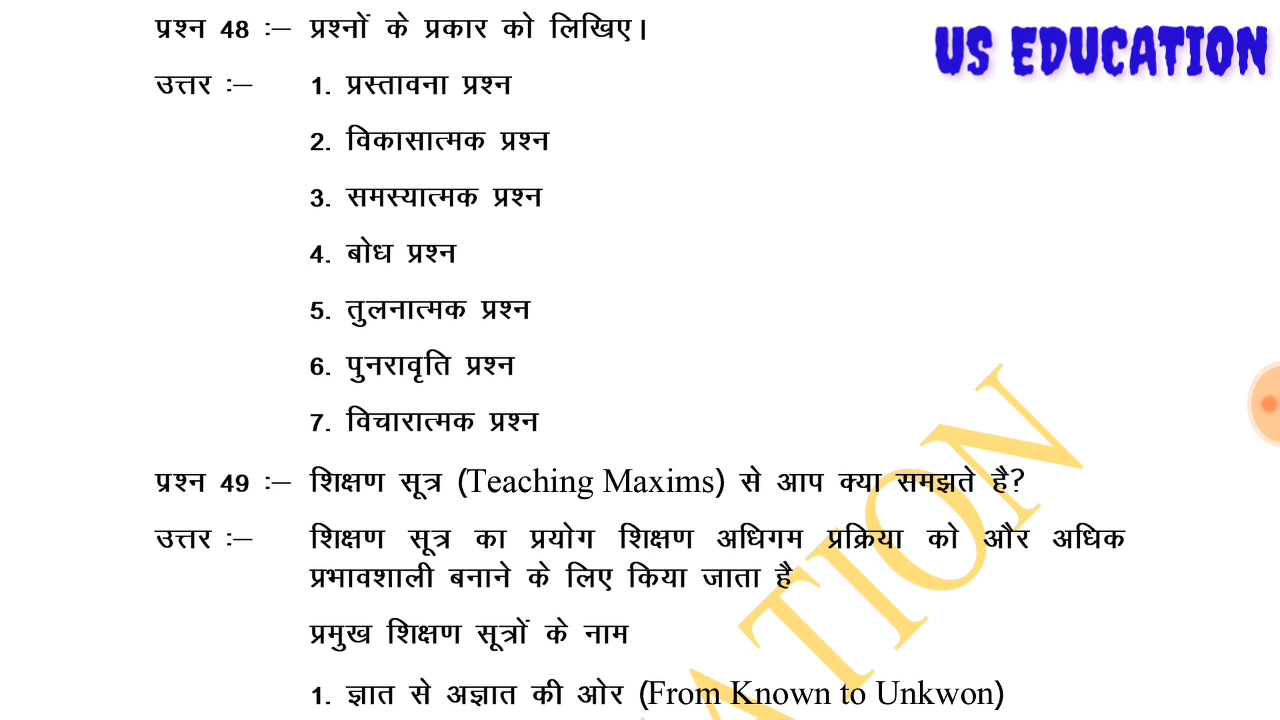 प्रश्न 48 :– प्रश्नों के प्रकार को लिखिए।
US EDUCATION
उत्तर :– 1. प्रस्तावना प्रश्न
2. विकासात्मक प्रश्न
3. समस्यात्मक प्रश्न
4. बोध प्रश्न
5. तुलनात्मक प्रश्न
6. पुनरावृति प्रश्न
7. विचारात्मक प्रश्न
प्रश्न 49 :– शिक्षण सूत्र (Teaching Maxims) से आप क्या समझते है?
उत्तर :– शिक्षण सूत्र का प्रयोग शिक्षण अधिगम प्रक्रिया को और अधिक
प्रभावशाली बनाने के लिए किया जाता है
प्रमुख शिक्षण सूत्रों के नाम
1. ज्ञात से अज्ञात की ओर (From Known to Unkwon)